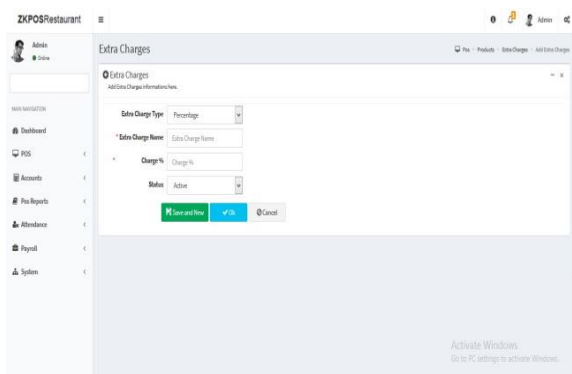 ZKPOSRestaurant
Admin
Admin
Online
Extra Charges
Pos - Products - Extra Charges - Add Extra Charges
Extra Charges
Add Extra Charges informations here.
MAIN NAVIGATION
Dashboard
POS
Accounts
Pos Reports
Attendance
Payroll
System
Extra Charge Type
Percentage
* Extra Charge Name
Extra Charge Name
* Charge %
Charge %
Status
Active
Save and New
Ok
Cancel
Activate Windows
Go to PC settings to activate Windows.